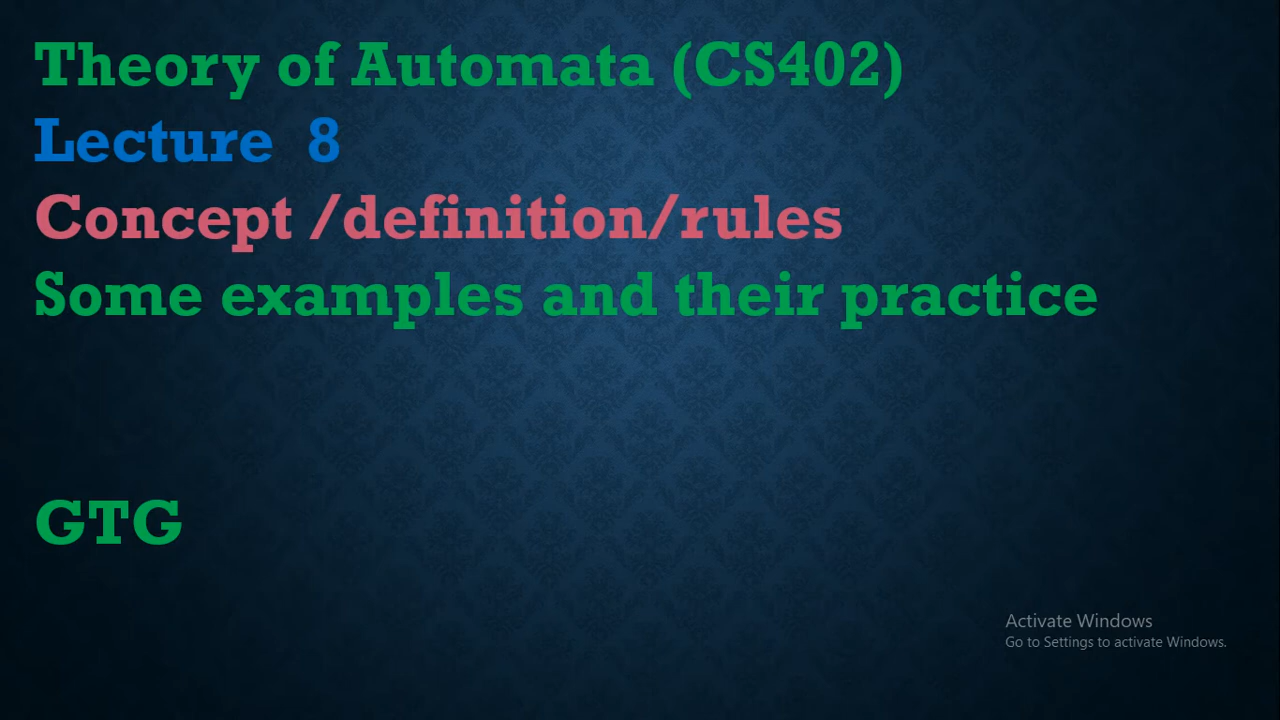 Theory of Automata (CS402)
Lecture 8
Concept /definition/rules
Some examples and their practice
GTG
Activate Windows
Go to Settings to activate Windows.